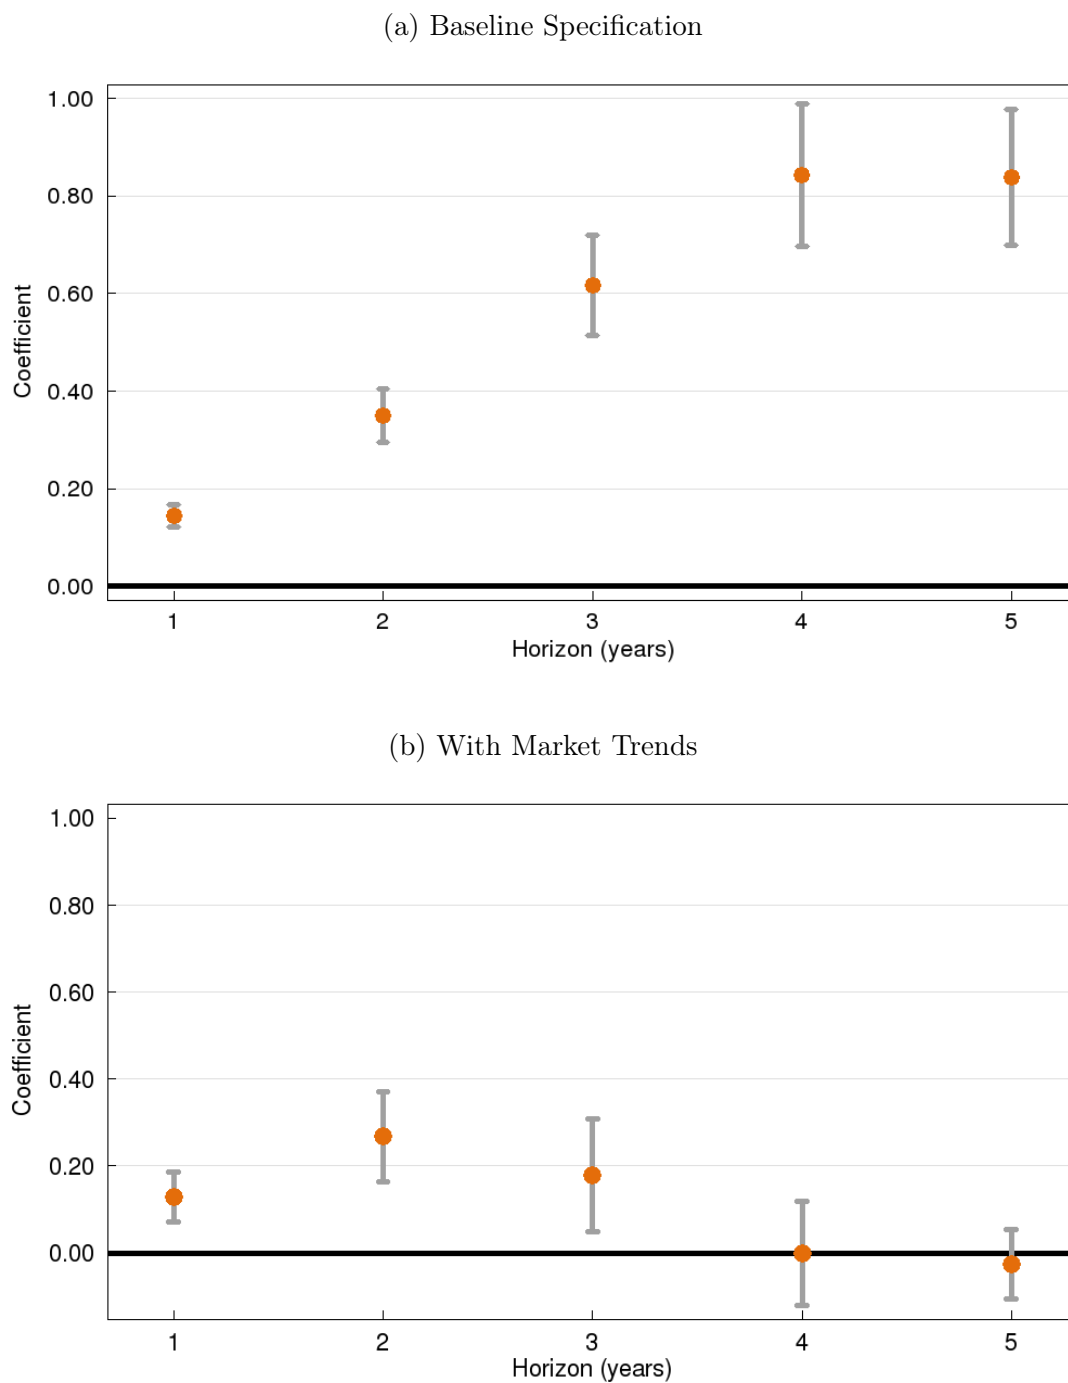 (a) Baseline Specification
1.00
0.80
0.60
0.40
0.20
0.00
Coefficient
1 2 3 4 5
Horizon (years)
(b) With Market Trends
1.00
0.80
0.60
0.40
0.20
0.00
Coefficient
1 2 3 4 5
Horizon (years)